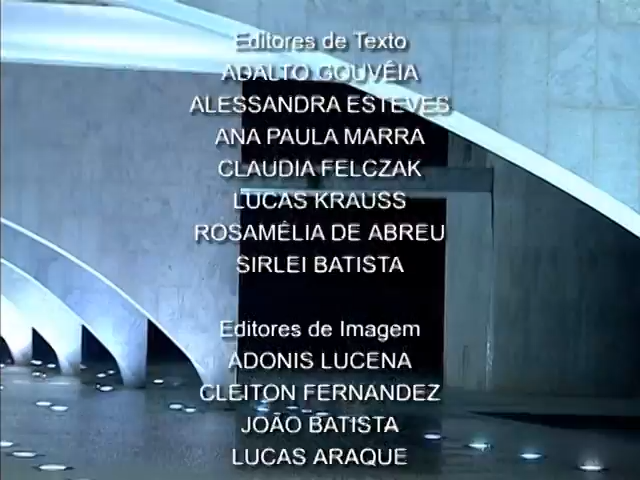 Editores de Texto
ADALTO GOUVÊIA
ALESSANDRA ESTEVES
ANA PAULA MARRA
CLAUDIA FELCZAK
LUCAS KRAUSS
ROSAMÉLIA DE ABREU
SIRLEI BATISTA
Editores de Imagem
ADONIS LUCENA
CLEITON FERNANDEZ
JOÃO BATISTA
LUCAS ARAQUE